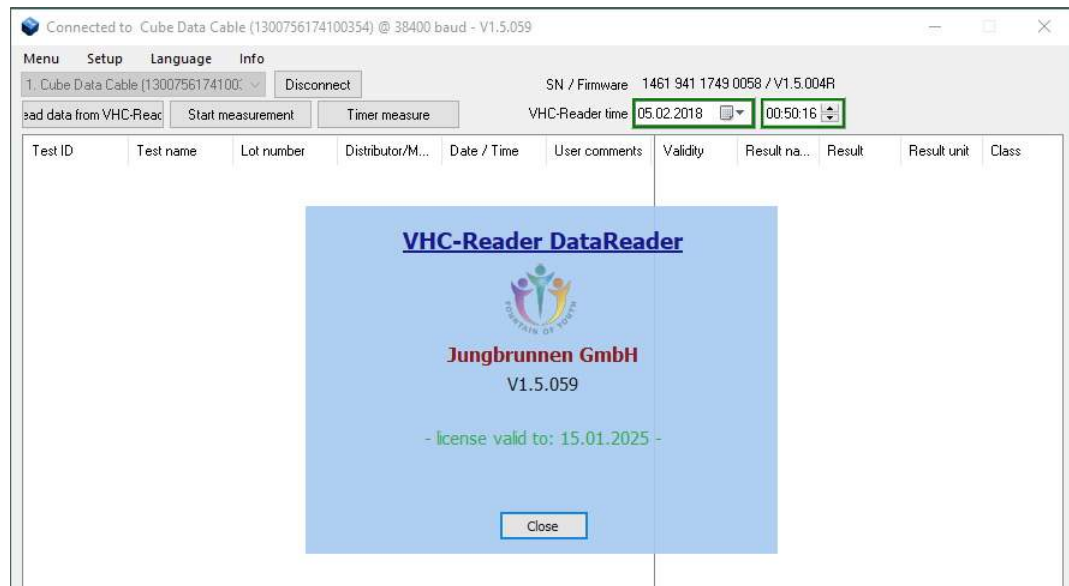 Connected to Cube Data Cable (1300756174100354) @ 38400 baud - V1.5.059
Menu Setup Language Info
1. Cube Data Cable (1300756174100: Disconnect SN / Firmware 1461 941 1749 0058 / V1.5.004R
ead data from VHC-Reac Start measurement Timer measure VHC-Reader time 05.02.2018 00:50:16
Test ID Test name Lot number Distributor/M... Date / Time User comments Validity Result na... Result Result unit Class
VHC-Reader DataReader
FOUNTAIN OF YOUTH
Jungbrunnen GmbH
V1.5.059
- license valid to: 15.01.2025 -
Close